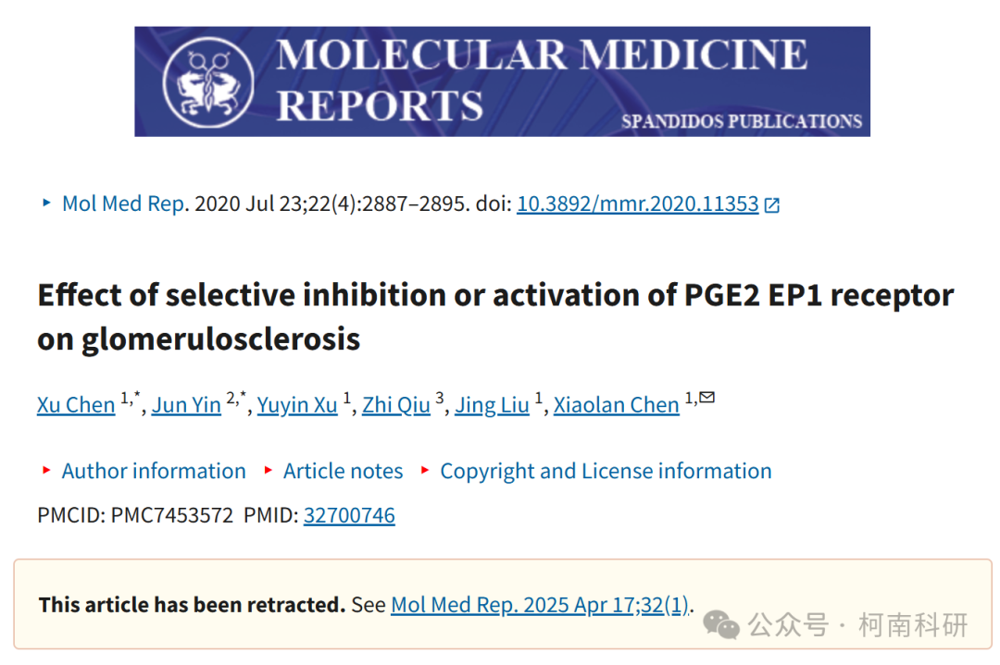 MOLECULAR MEDICINE
REPORTS
SPANDIDOS PUBLICATIONS
Mol Med Rep. 2020 Jul 23;22(4):2887–2895. doi: 10.3892/mmr.2020.11353
Effect of selective inhibition or activation of PGE2 EP1 receptor
on glomerulosclerosis
Xu Chen 1,*, Jun Yin 2,*, Yuyin Xu 1, Zhi Qiu 3, Jing Liu 1, Xiaolan Chen 1,✉
Author information Article notes Copyright and License information
PMCID: PMC7453572 PMID: 32700746
This article has been retracted. See Mol Med Rep. 2025 Apr 17;32(1).
公众号 · 柯南科研